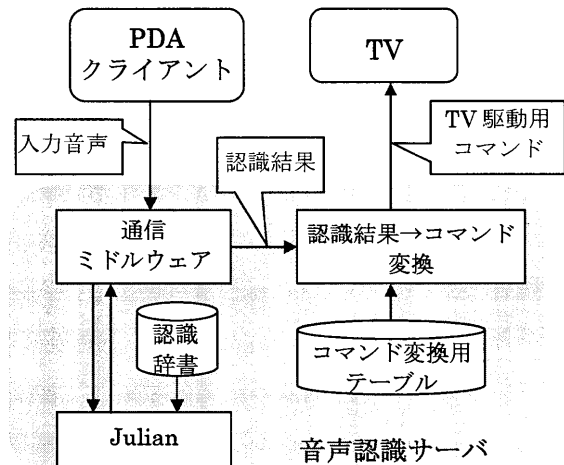 PDA
クライアント
TV
入力音声
認識結果
TV 駆動用
コマンド
通信
ミドルウェア
認識結果→コマンド
変換
認識
辞書
コマンド変換用
テーブル
Julian
音声認識サーバ